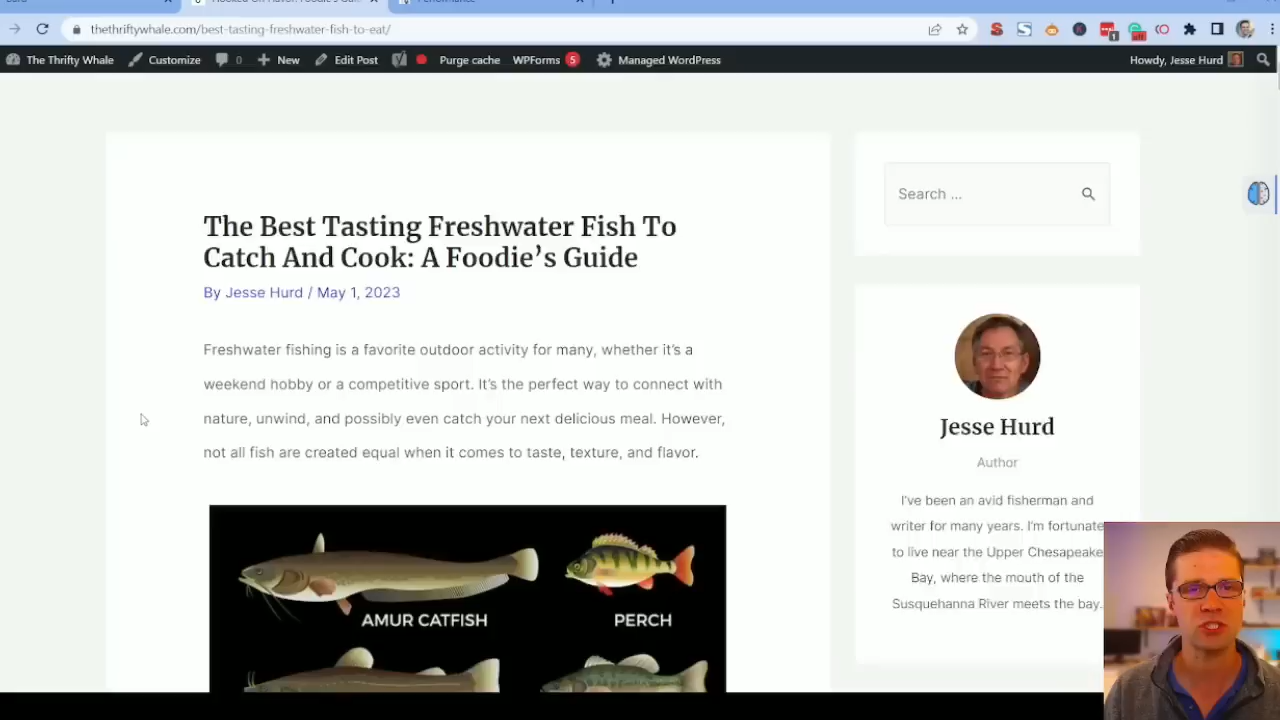 thethriftywhale.com/best-tasting-freshwater-fish-to-eat/
The Thrifty Whale
Customize
0
New
Edit Post
Purge cache
WPForms
5
Managed WordPress
Howdy, Jesse Hurd
Search ...
The Best Tasting Freshwater Fish To
Catch And Cook: A Foodie’s Guide
By Jesse Hurd / May 1, 2023
Freshwater fishing is a favorite outdoor activity for many, whether it’s a
weekend hobby or a competitive sport. It’s the perfect way to connect with
nature, unwind, and possibly even catch your next delicious meal. However,
not all fish are created equal when it comes to taste, texture, and flavor.
AMUR CATFISH
PERCH
Jesse Hurd
Author
I’ve been an avid fisherman and
writer for many years. I’m fortunate
to live near the Upper Chesapeake
Bay, where the mouth of the
Susquehanna River meets the bay.